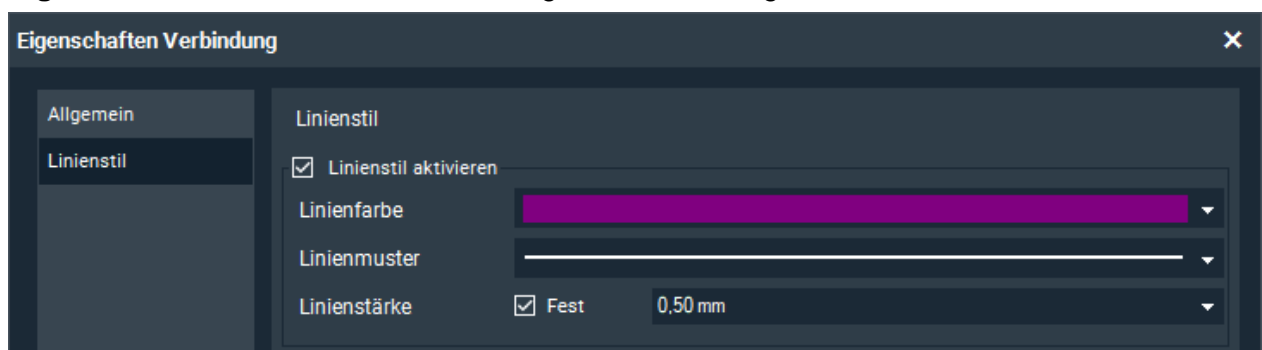 Eigenschaften Verbindung
Allgemein
Linienstil
Linienstil
Linienstil aktivieren
Linienfarbe
Linienmuster
Linienstärke Fest 0,50 mm